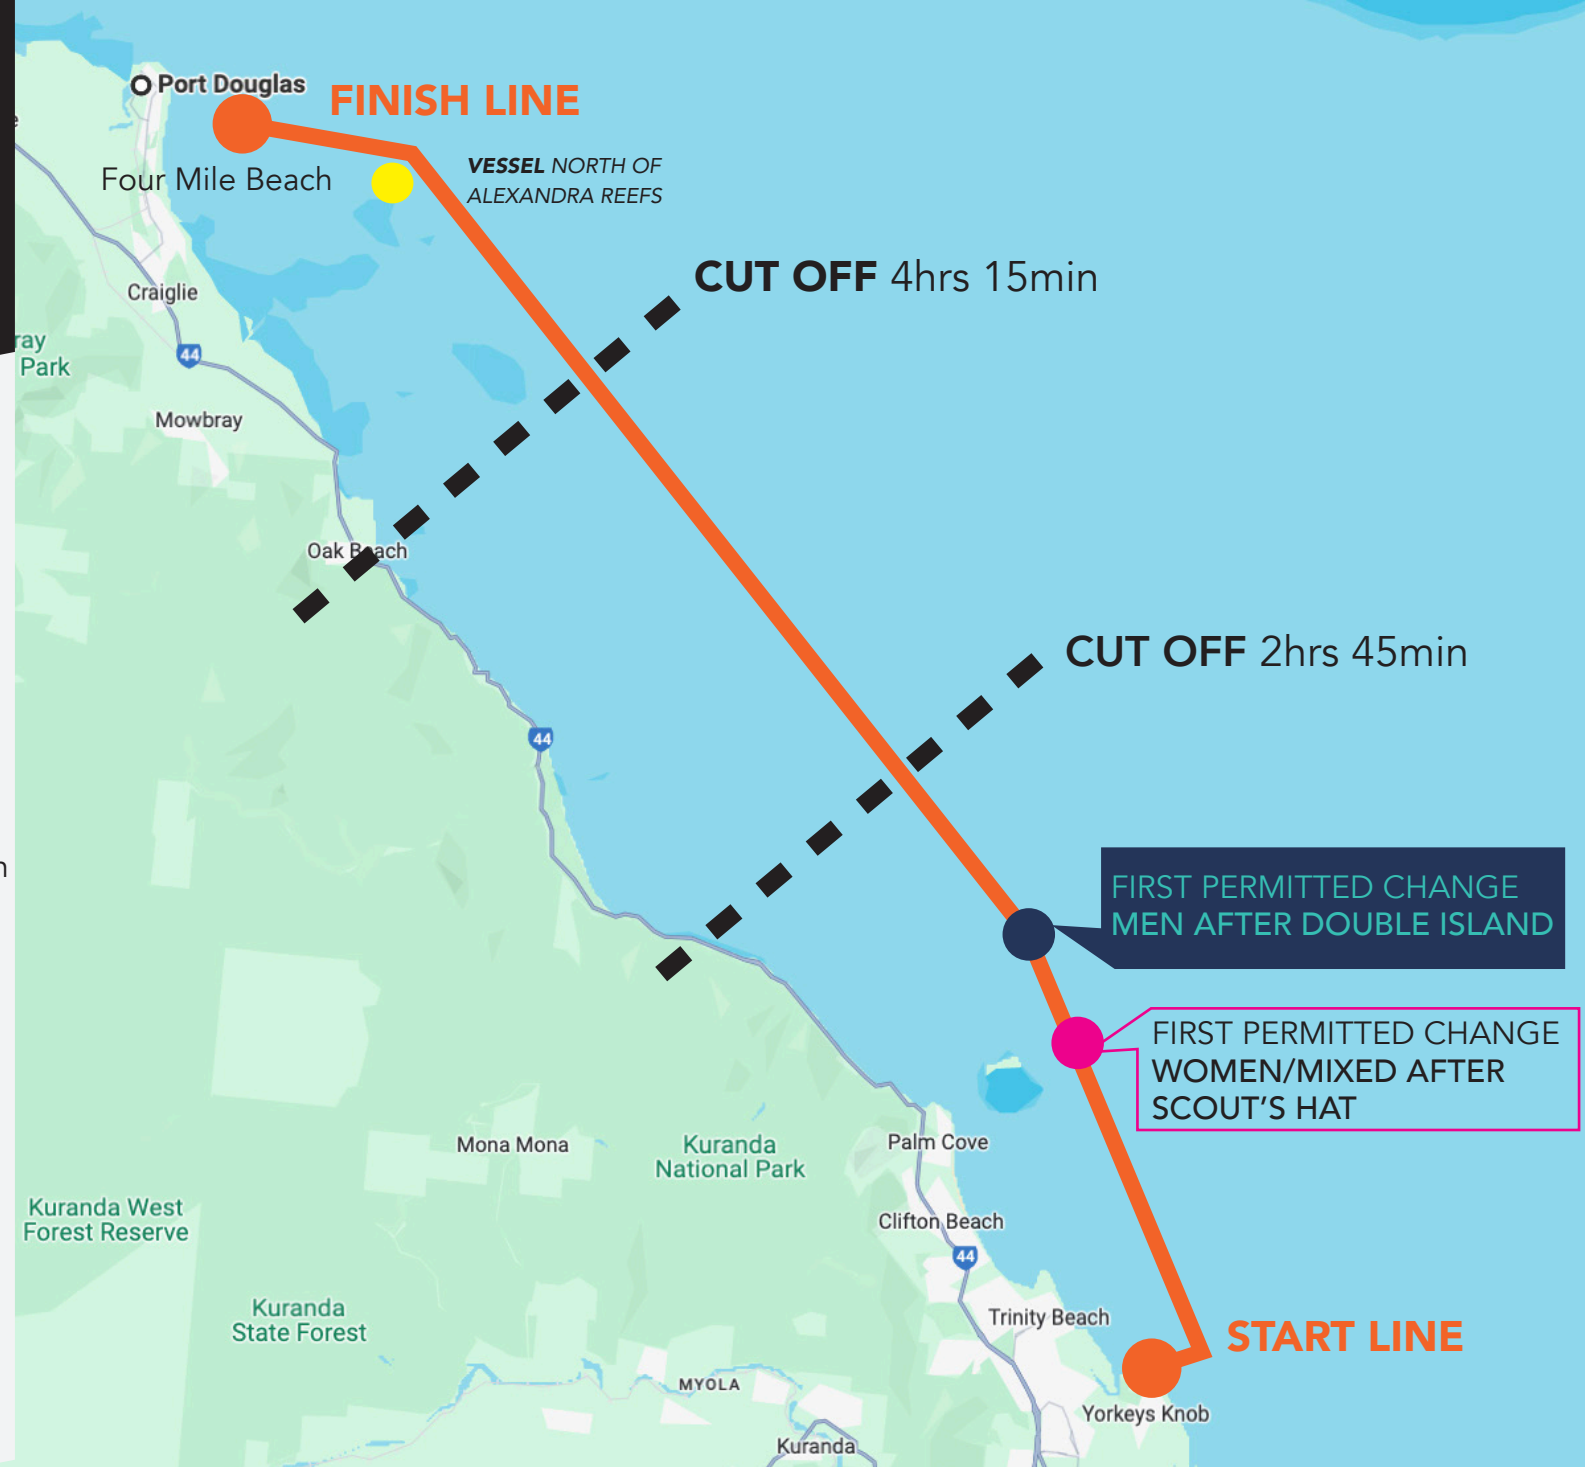 Port Douglas
FINISH LINE
Four Mile Beach
VESSEL NORTH OF
ALEXANDRA REEFS
CUT OFF 4hrs 15min
Craiglie
ray
Park
44
Mowbray
Oak Beach
CUT OFF 2hrs 45min
44
FIRST PERMITTED CHANGE
MEN AFTER DOUBLE ISLAND
FIRST PERMITTED CHANGE
WOMEN/MIXED AFTER
SCOUT'S HAT
Mona Mona
Kuranda
National Park
Palm Cove
Kuranda West
Forest Reserve
Clifton Beach
44
Kuranda
State Forest
Trinity Beach
START LINE
MYOLA
Yorkeys Knob
Kuranda